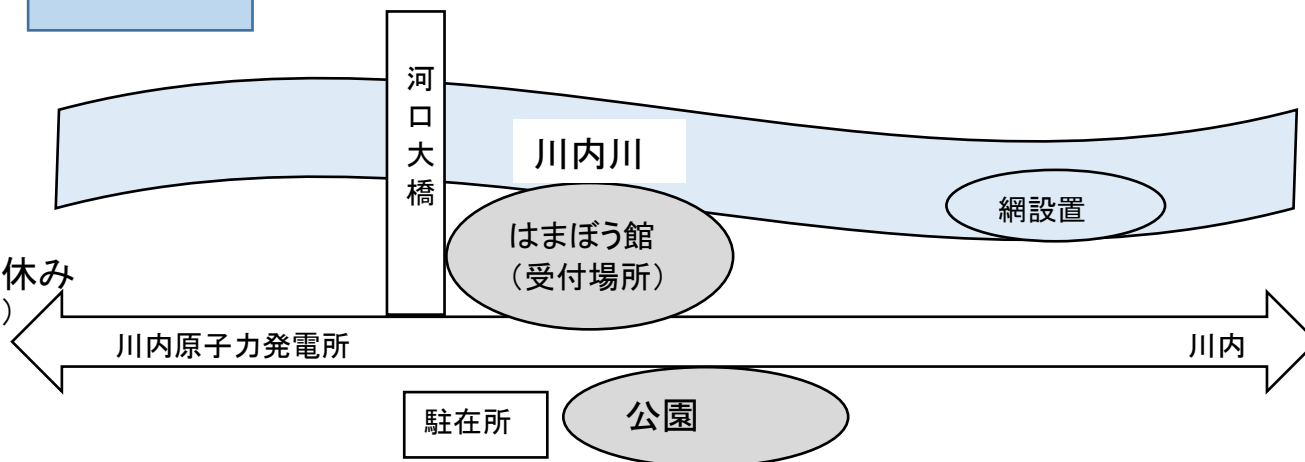 河口大橋
川内川
網設置
はまぼう館
（受付場所）
休み
）
川内原子力発電所
川内
駐在所
公園